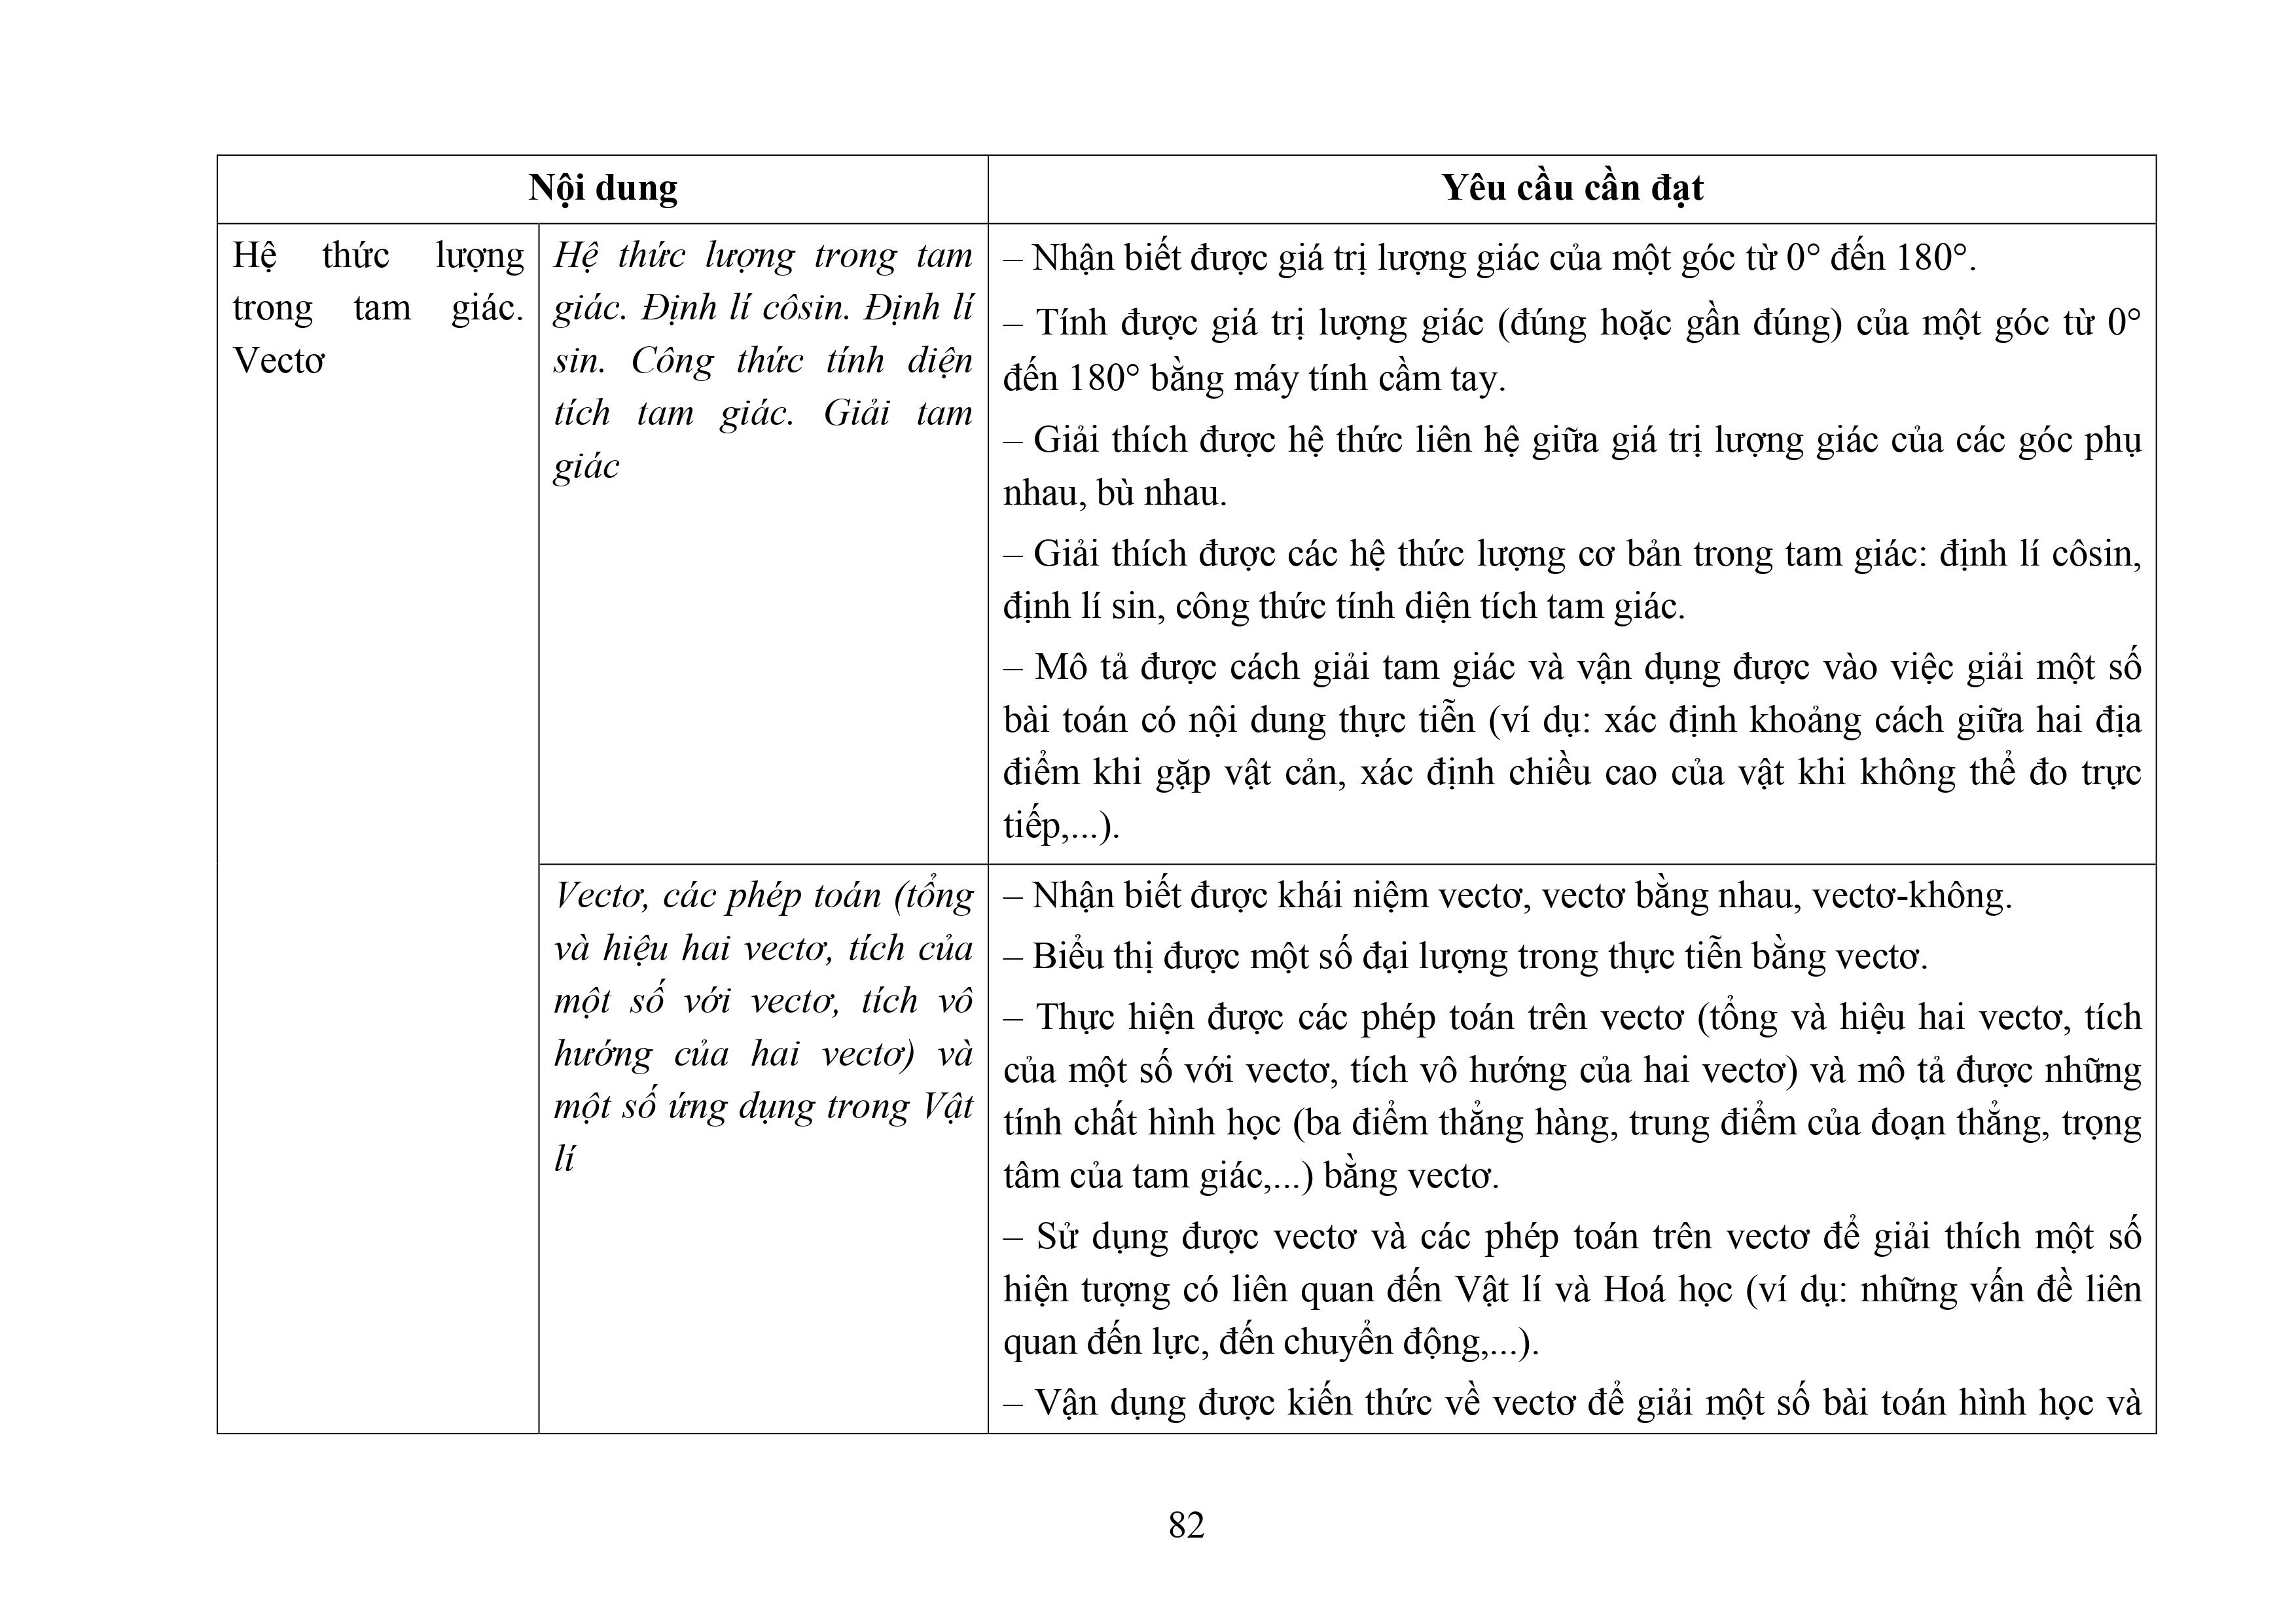 Nội dung
Yêu cầu cần đạt
Hệ thức lượng
trong tam giác.
Vectơ
Hệ thức lượng trong tam
giác. Định lí côsin. Định lí
sin. Công thức tính diện
tích tam giác. Giải tam
giác
– Nhận biết được giá trị lượng giác của một góc từ 0° đến 180°.
– Tính được giá trị lượng giác (đúng hoặc gần đúng) của một góc từ 0°
đến 180° bằng máy tính cầm tay.
– Giải thích được hệ thức liên hệ giữa giá trị lượng giác của các góc phụ
nhau, bù nhau.
– Giải thích được các hệ thức lượng cơ bản trong tam giác: định lí côsin,
định lí sin, công thức tính diện tích tam giác.
– Mô tả được cách giải tam giác và vận dụng được vào việc giải một số
bài toán có nội dung thực tiễn (ví dụ: xác định khoảng cách giữa hai địa
điểm khi gặp vật cản, xác định chiều cao của vật khi không thể đo trực
tiếp,...).
Vectơ, các phép toán (tổng
và hiệu hai vectơ, tích của
một số với vectơ, tích vô
hướng của hai vectơ) và
một số ứng dụng trong Vật
lí
– Nhận biết được khái niệm vectơ, vectơ bằng nhau, vectơ-không.
– Biểu thị được một số đại lượng trong thực tiễn bằng vectơ.
– Thực hiện được các phép toán trên vectơ (tổng và hiệu hai vectơ, tích
của một số với vectơ, tích vô hướng của hai vectơ) và mô tả được những
tính chất hình học (ba điểm thẳng hàng, trung điểm của đoạn thẳng, trọng
tâm của tam giác,...) bằng vectơ.
– Sử dụng được vectơ và các phép toán trên vectơ để giải thích một số
hiện tượng có liên quan đến Vật lí và Hoá học (ví dụ: những vấn đề liên
quan đến lực, đến chuyển động,...).
– Vận dụng được kiến thức về vectơ để giải một số bài toán hình học và
82